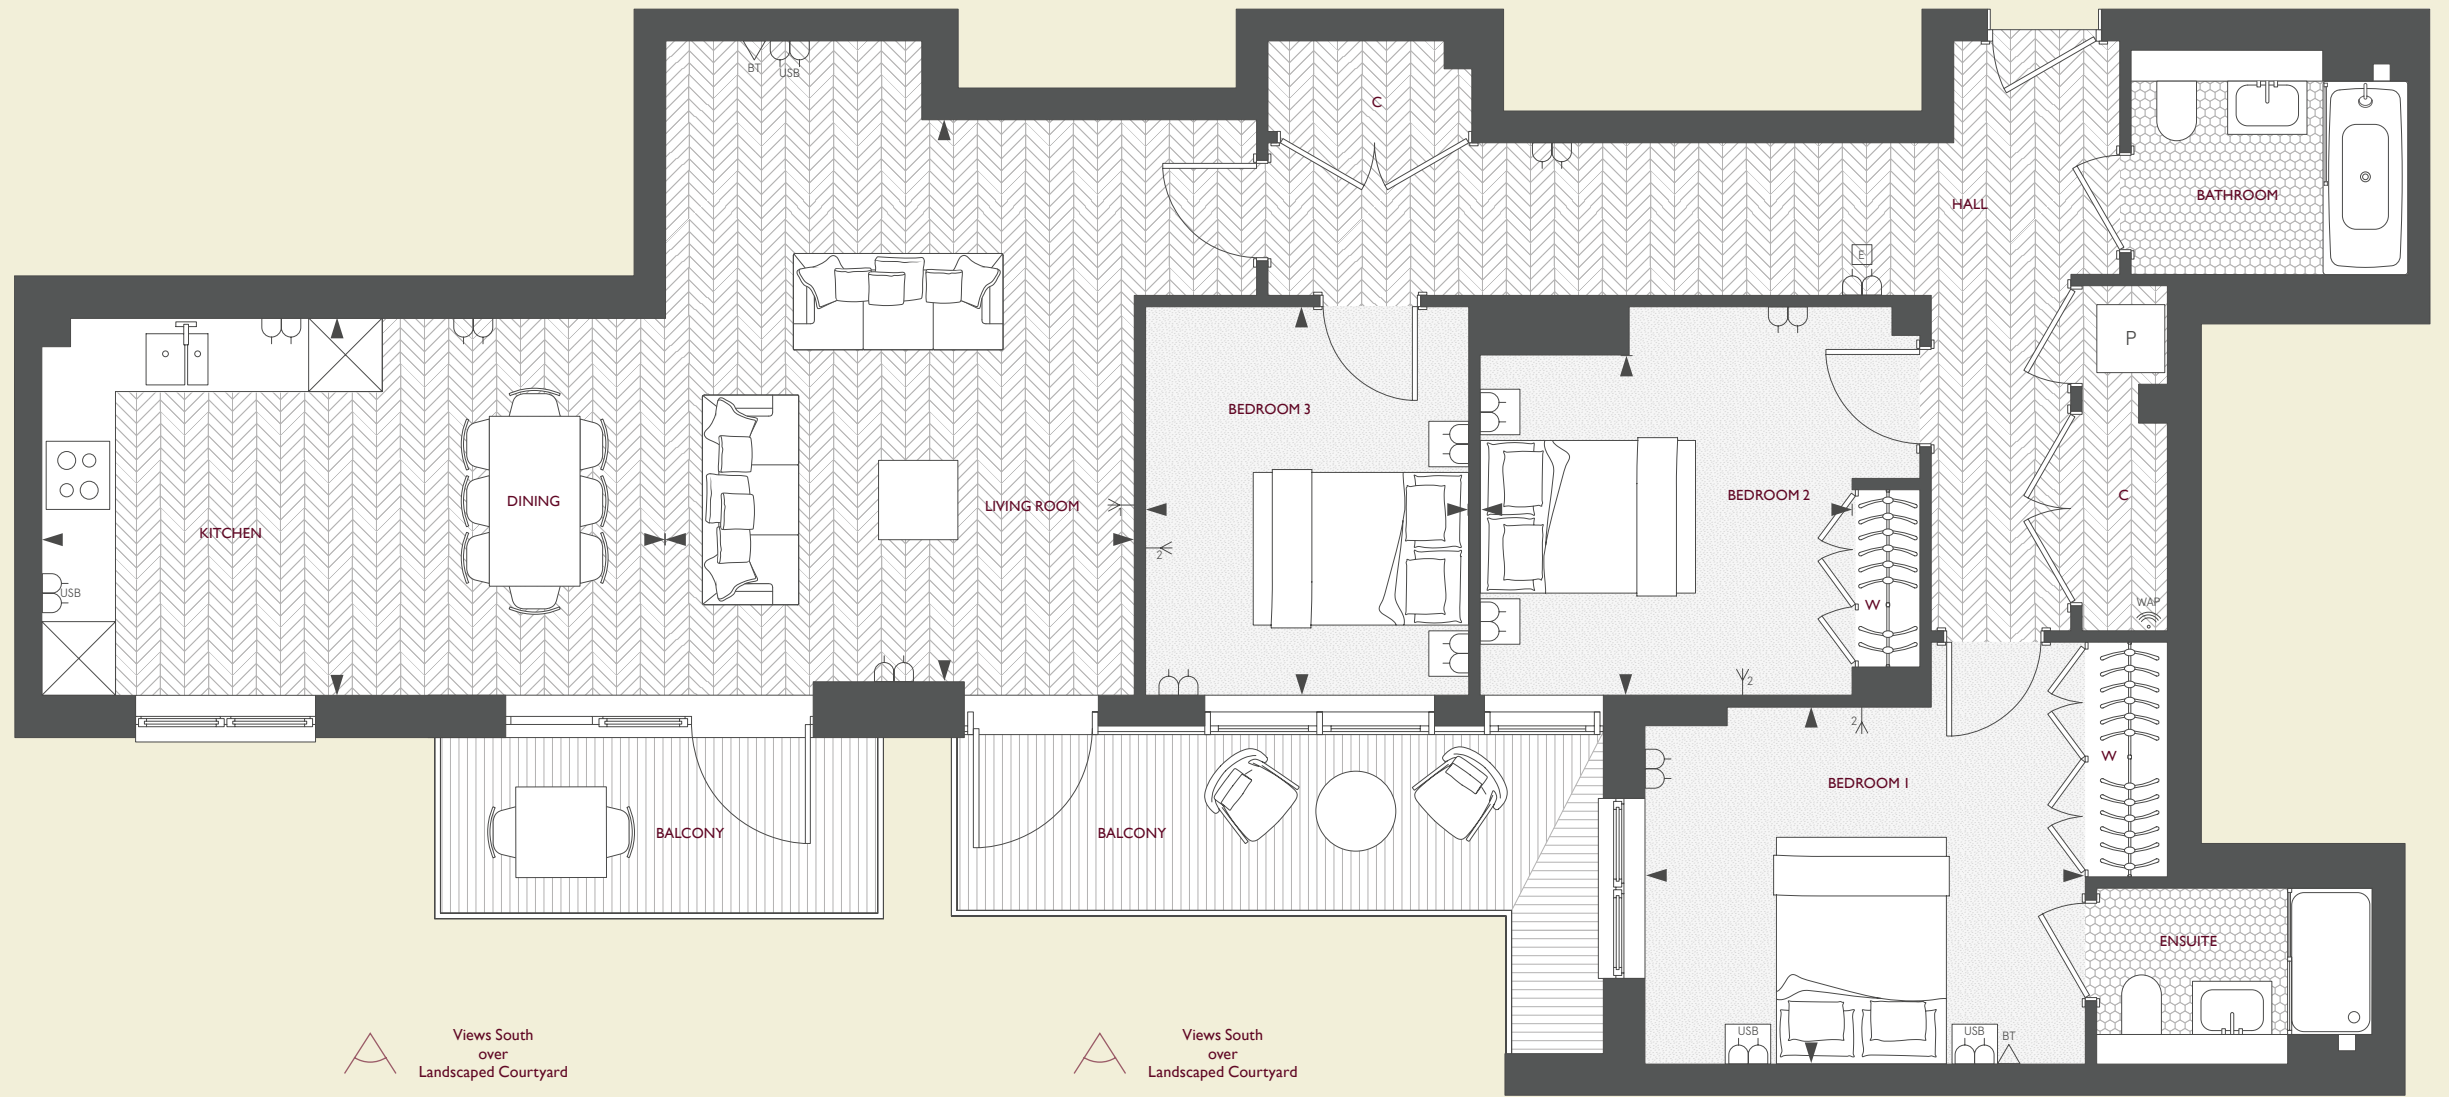 BT
USB
C
HALL
BATHROOM
E
P
BEDROOM 3
BEDROOM 2
C
DINING
LIVING ROOM
1
KITCHEN
2
USB
W
WAP
2
2
W
BEDROOM 1
BALCONY
BALCONY
ENSUITE
USB
USB
BT
Views South
over
Landscaped Courtyard
Views South
over
Landscaped Courtyard